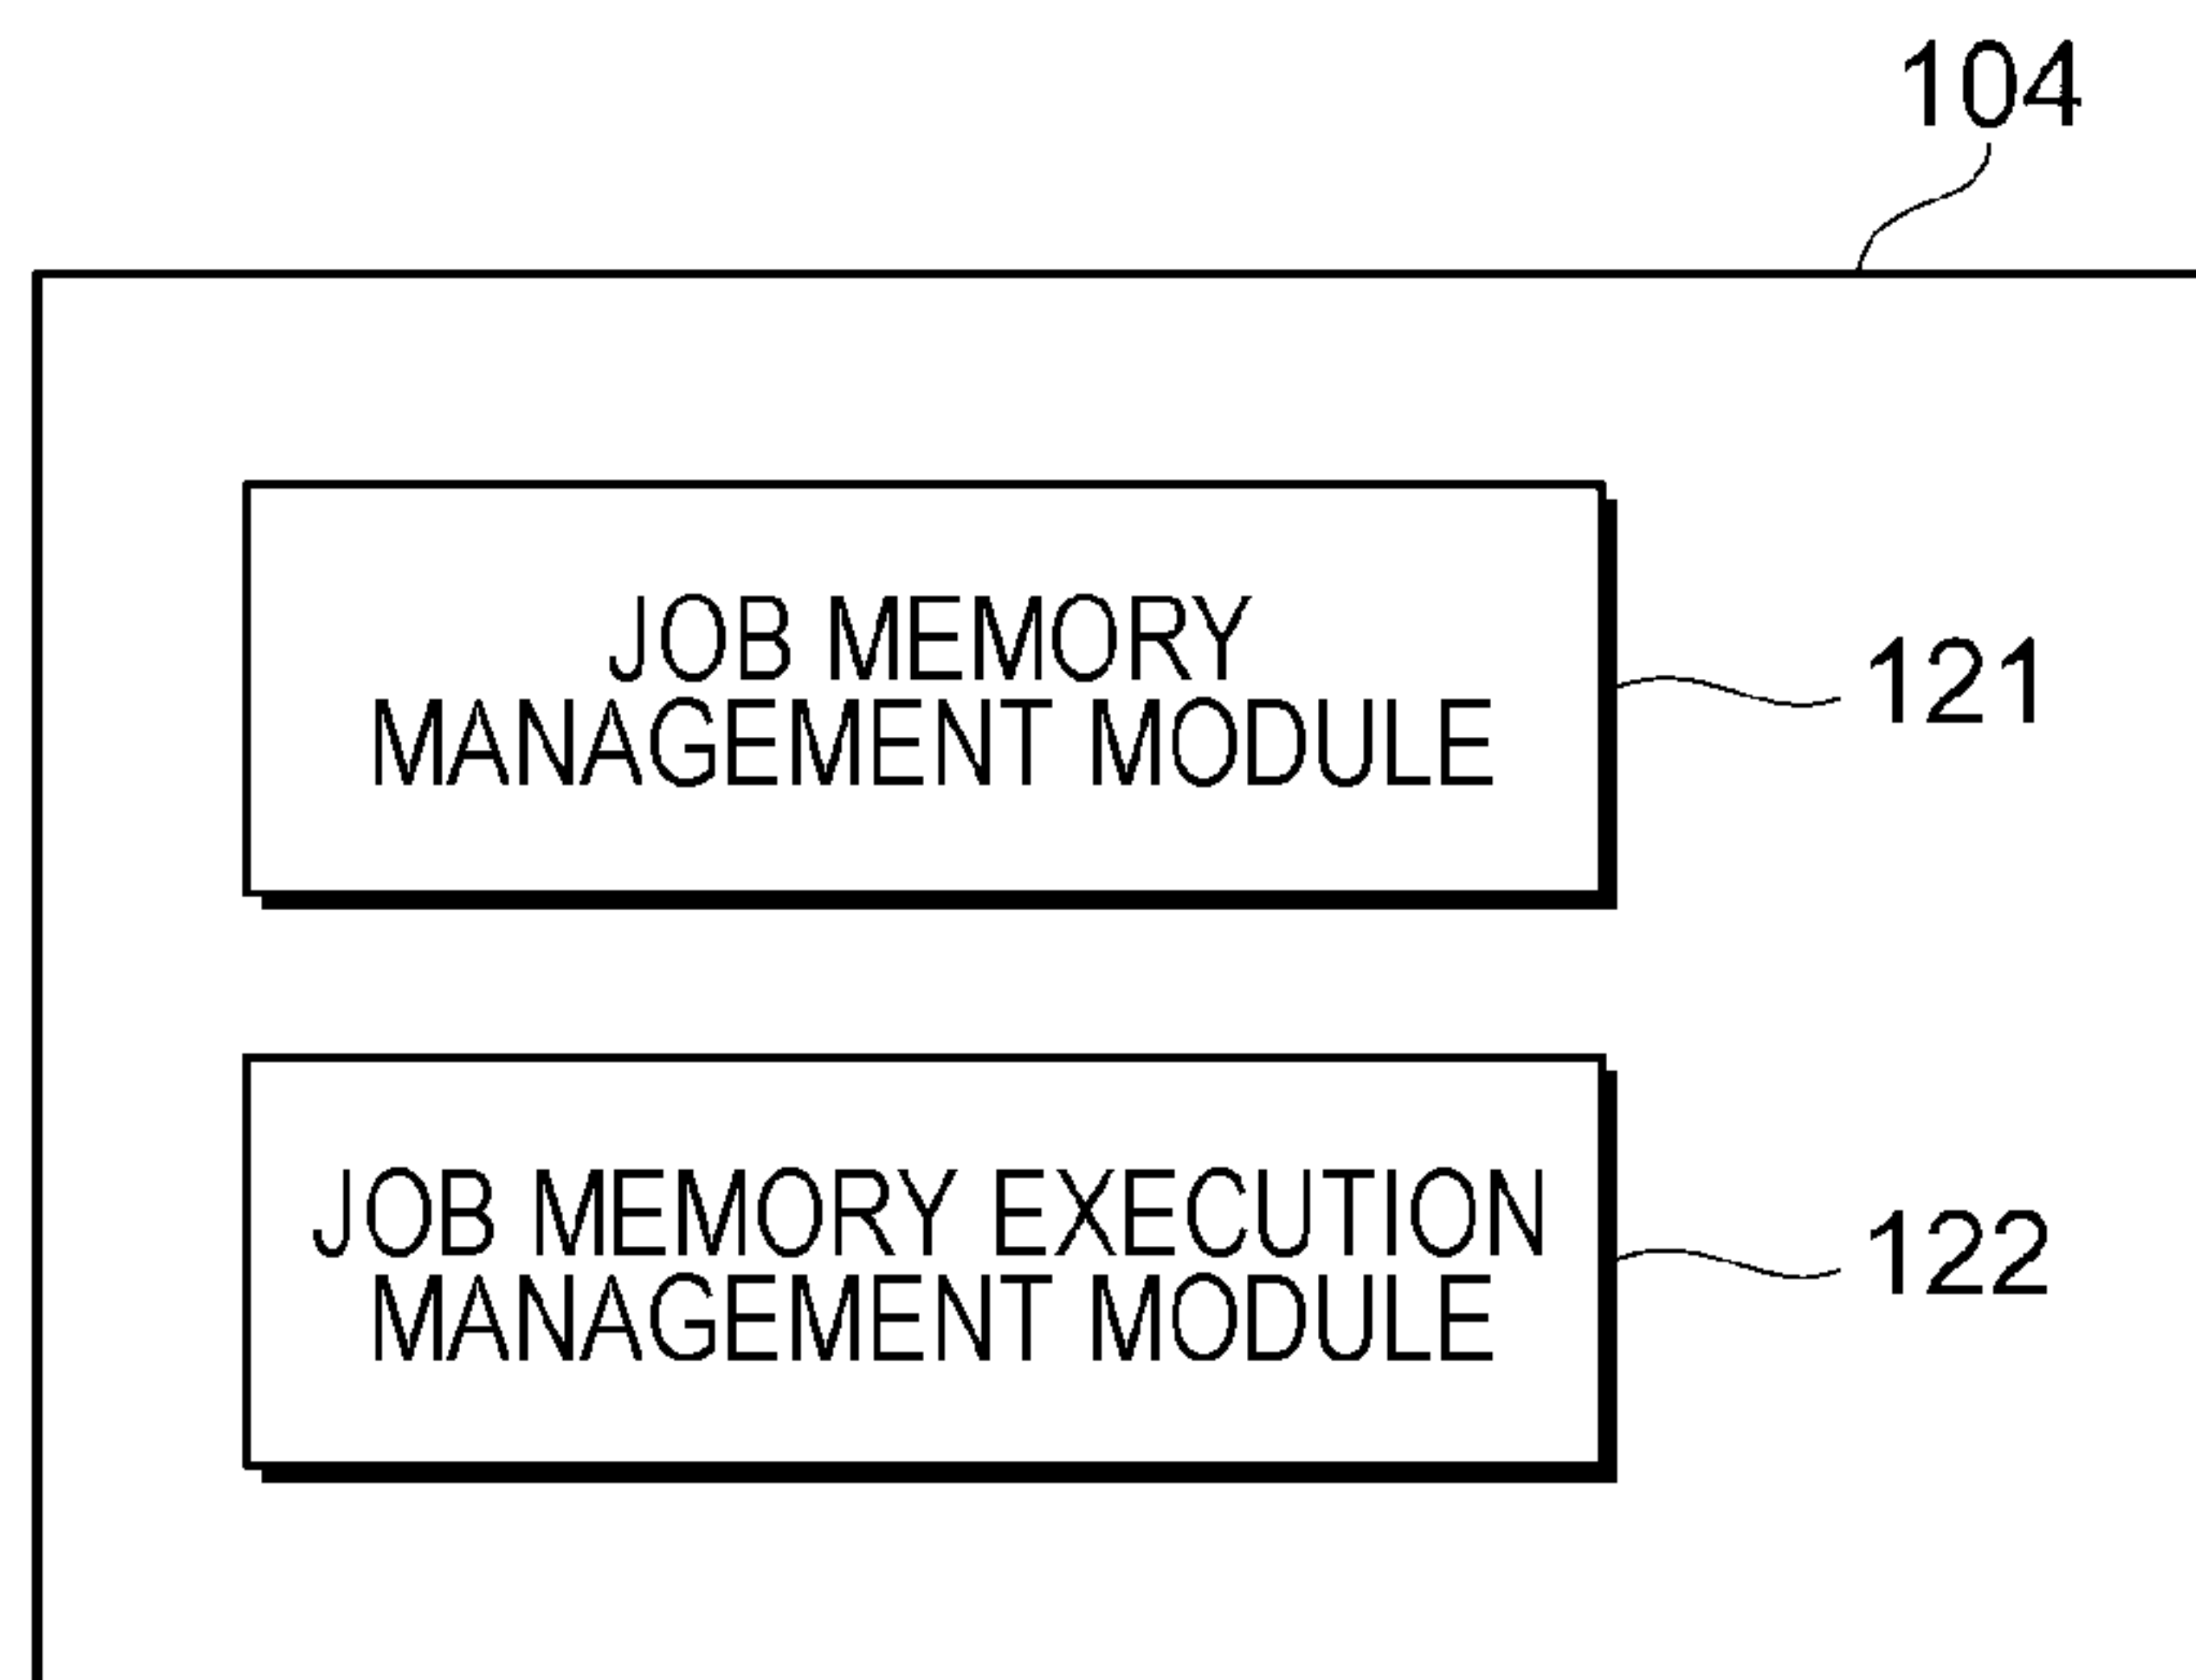 104
JOB MEMORY
MANAGEMENT MODULE
121
JOB MEMORY EXECUTION
MANAGEMENT MODULE
122